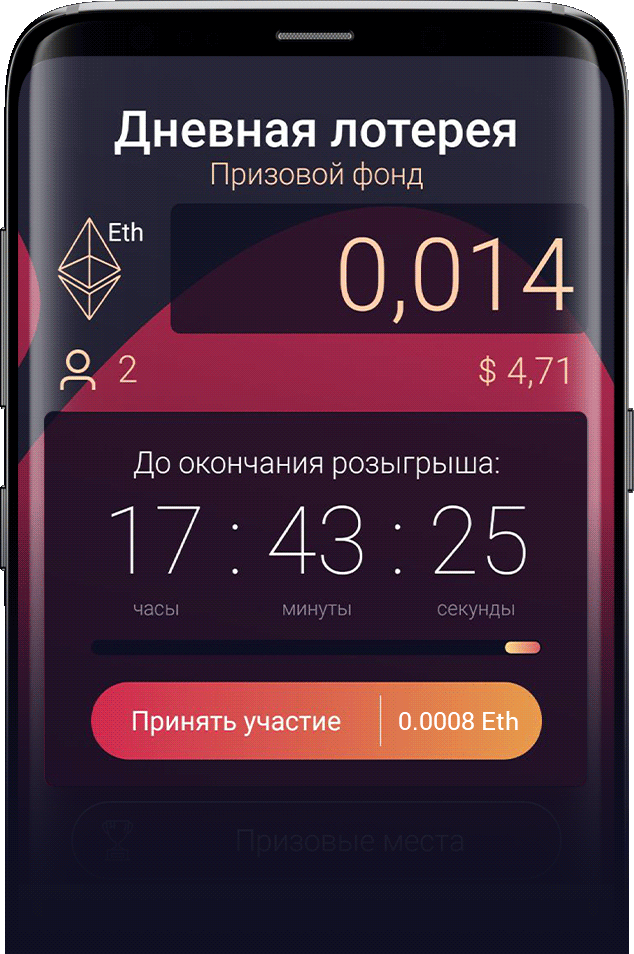 Дневная лотерея
Призовой фонд
Eth
0,014
2
$ 4,71
До окончания розыгрыша:
17 : 43 : 25
часы минуты секунды
Принять участие 0.0008 Eth
Призовые места